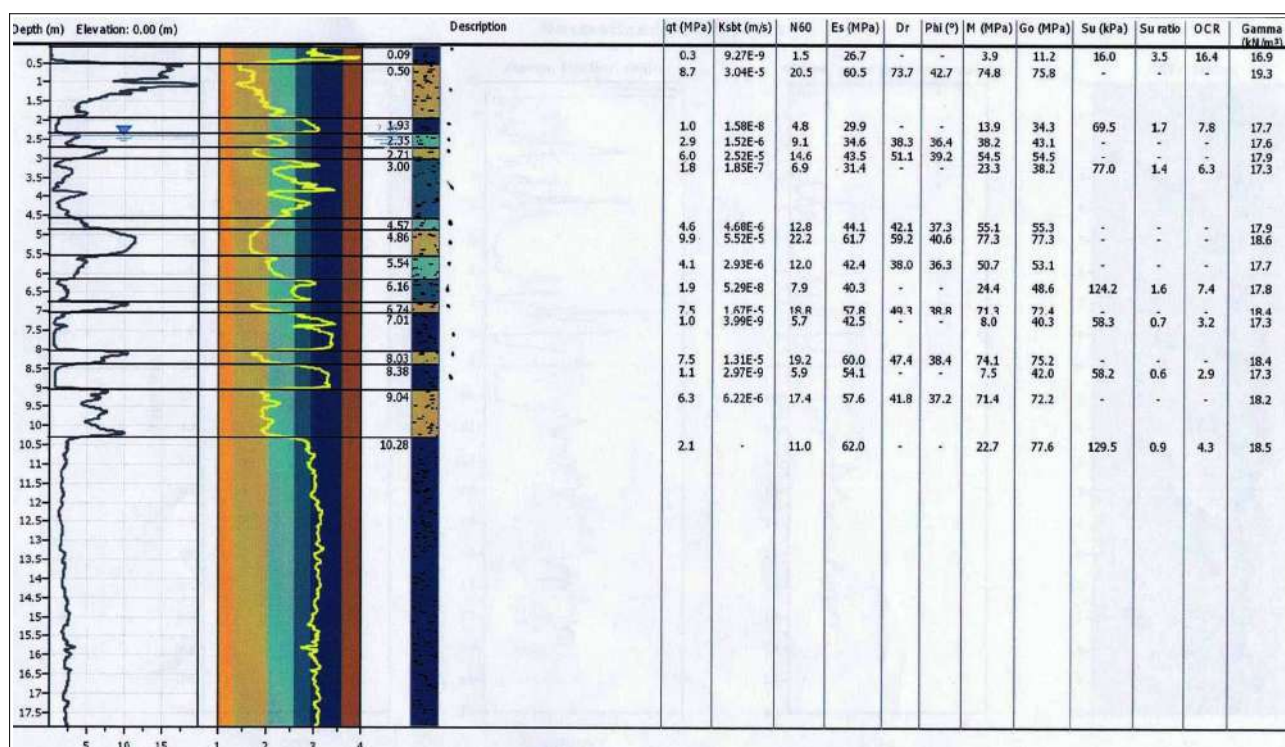 Depth (m) Elevation: 0.00 (m) Description qt (MPa) Ksbt (m/s) N60 Es (MPa) Dr Phi (º) M (MPa) Go (MPa) Su (kPa) Su ratio OCR Gamma (kN/m³)
0.09 0.3 9.27E-9 1.5 26.7 - - 3.9 11.2 16.0 3.5 16.4 16.9
0.5 0.50 8.7 3.04E-5 20.5 60.5 73.7 42.7 74.8 75.8 - - - 19.3
1
1.5
2 1.93 1.0 1.58E-8 4.8 29.9 - - 13.9 34.3 69.5 1.7 7.8 17.7
2.5 2.35 2.9 1.52E-6 9.1 34.6 38.3 36.4 38.2 43.1 - - - 17.6
2.71 6.0 2.52E-5 14.6 43.5 51.1 39.2 54.5 54.5 - - - 17.9
3 3.00 1.8 1.85E-7 6.9 31.4 - - 23.3 38.2 77.0 1.4 6.3 17.3
3.5
4
4.5 4.57 4.6 4.68E-6 12.8 44.1 42.1 37.3 55.1 55.3 - - - 17.9
5 4.86 9.9 5.52E-5 22.2 61.7 59.2 40.6 77.3 77.3 - - - 18.6
5.5 5.54 4.1 2.93E-6 12.0 42.4 38.0 36.3 50.7 53.1 - - - 17.7
6 6.16 1.9 5.29E-8 7.9 40.3 - - 24.4 48.6 124.2 1.6 7.4 17.8
6.5 6.74 7.5 1.67E-5 18.8 57.8 49.3 38.8 71.3 72.4 - - - 18.4
7 7.01 1.0 3.99E-9 5.7 42.5 - - 8.0 40.3 58.3 0.7 3.2 17.3
7.5
8 8.03 7.5 1.31E-5 19.2 60.0 47.4 38.4 74.1 75.2 - - - 18.4
8.5 8.38 1.1 2.97E-9 5.9 54.1 - - 7.5 42.0 58.2 0.6 2.9 17.3
9 9.04 6.3 6.22E-6 17.4 57.6 41.8 37.2 71.4 72.2 - - - 18.2
9.5
10
10.5 10.28 2.1 - 11.0 62.0 - - 22.7 77.6 129.5 0.9 4.3 18.5
11
11.5
12
12.5
13
13.5
14
14.5
15
15.5
16
16.5
17
17.5
5 10 15 1 2 3 4